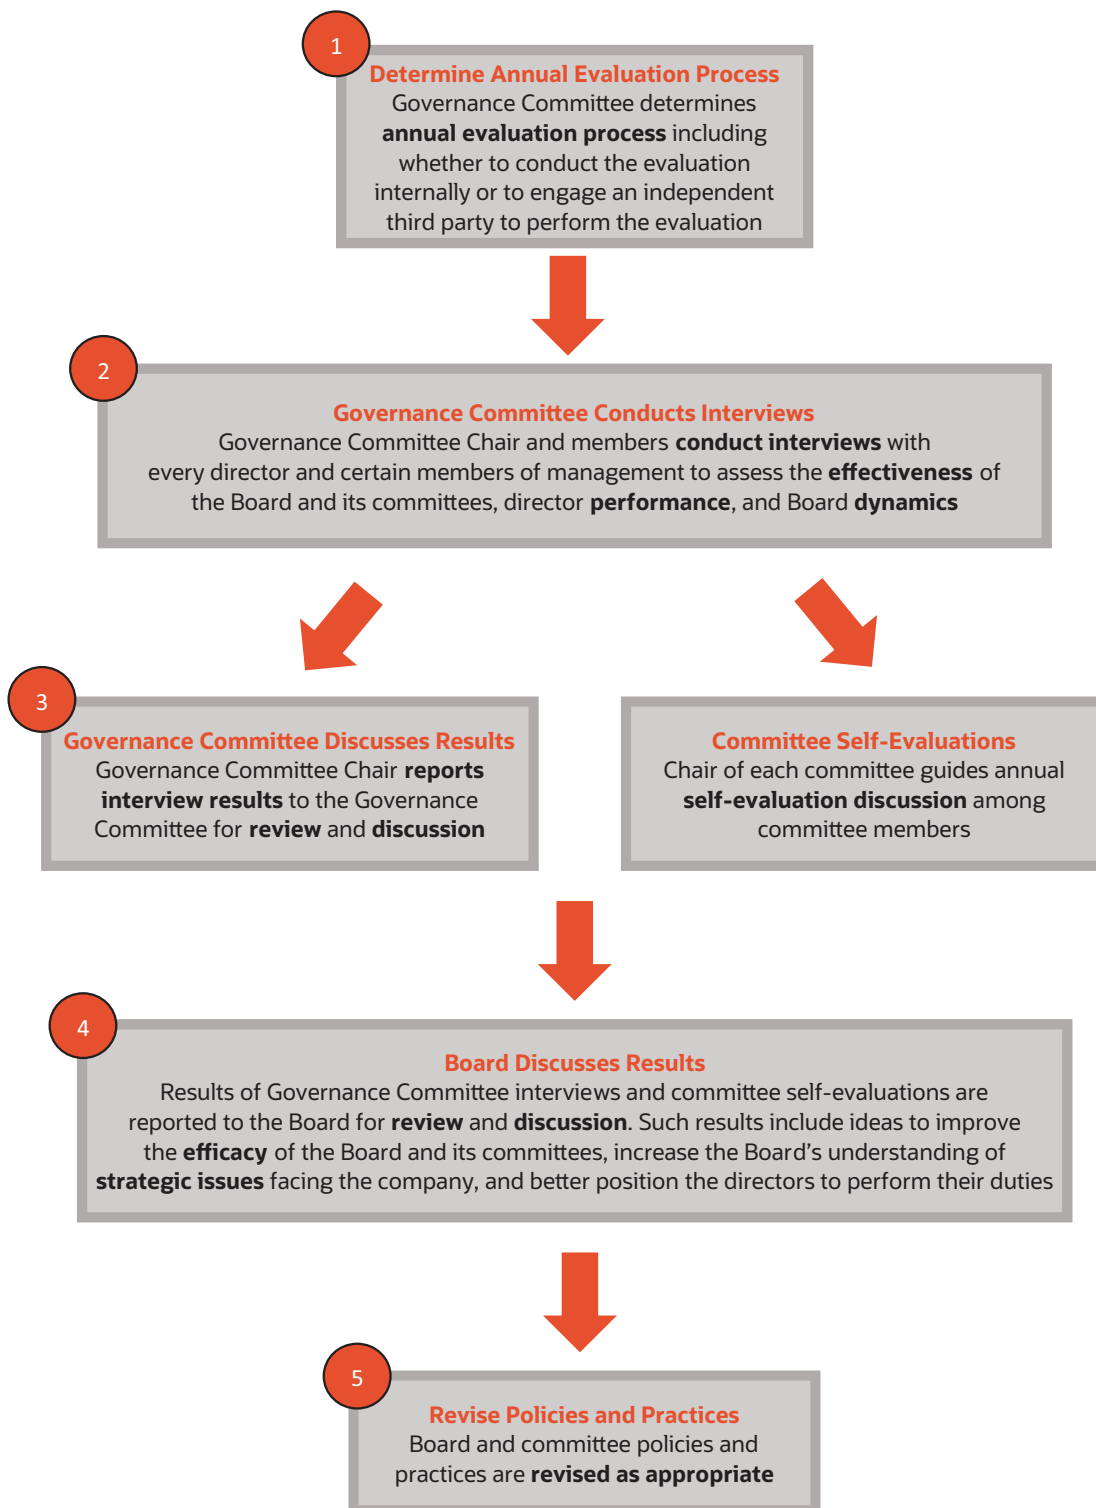 1
Determine Annual Evaluation Process
Governance Committee determines
annual evaluation process including
whether to conduct the evaluation
internally or to engage an independent
third party to perform the evaluation
2
Governance Committee Conducts Interviews
Governance Committee Chair and members conduct interviews with
every director and certain members of management to assess the effectiveness of
the Board and its committees, director performance, and Board dynamics
3
Governance Committee Discusses Results
Governance Committee Chair reports
interview results to the Governance
Committee for review and discussion
Committee Self-Evaluations
Chair of each committee guides annual
self-evaluation discussion among
committee members
4
Board Discusses Results
Results of Governance Committee interviews and committee self-evaluations are
reported to the Board for review and discussion. Such results include ideas to improve
the efficacy of the Board and its committees, increase the Board’s understanding of
strategic issues facing the company, and better position the directors to perform their duties
5
Revise Policies and Practices
Board and committee policies and
practices are revised as appropriate